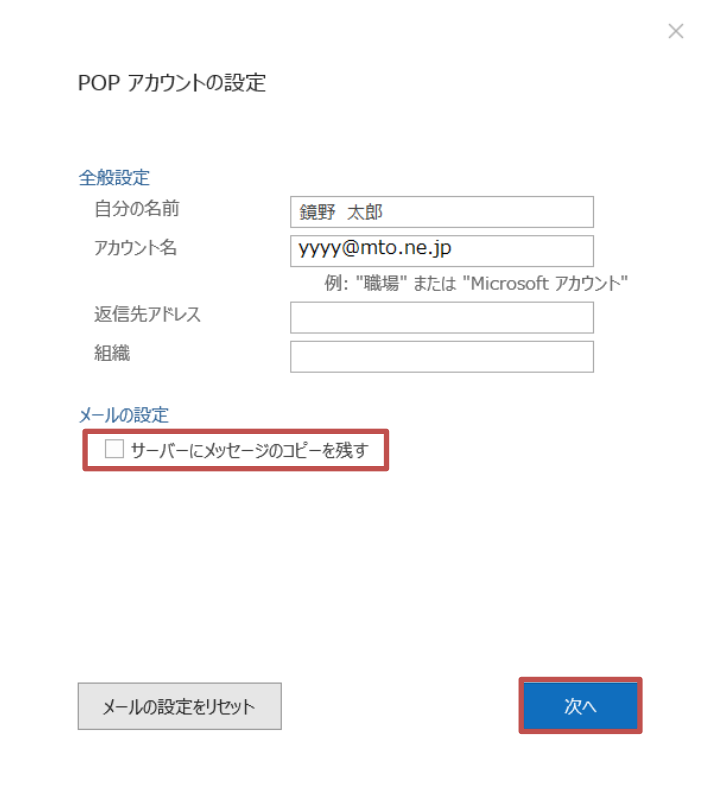 POP アカウントの設定
全般設定
自分の名前 鏡野 太郎
アカウント名 yyyy@mto.ne.jp
例: "職場" または "Microsoft アカウント"
返信先アドレス
組織
メールの設定
サーバーにメッセージのコピーを残す
メールの設定をリセット 次へ